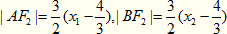 | AF₂ |= 3/2 (x₁ − 4/3), | BF₂ |= 3/2 (x₂ − 4/3)